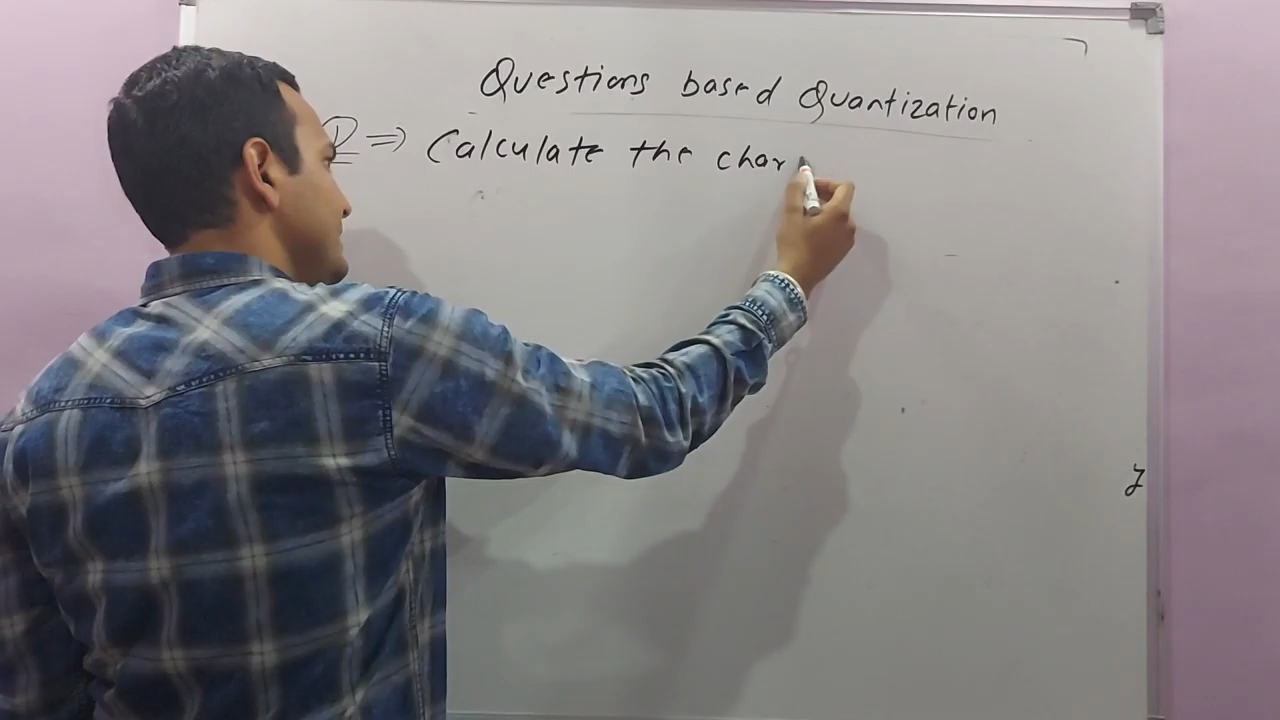 Questions based Quantization
⇒ Calculate the char
y